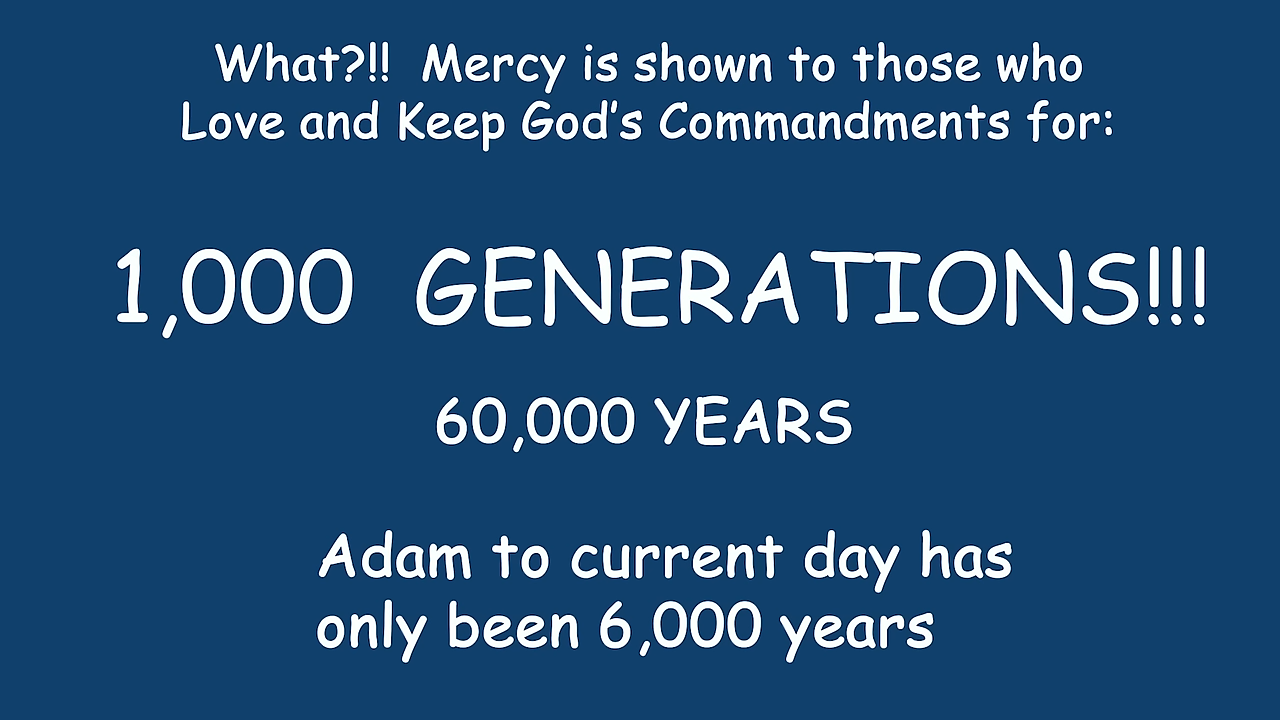 What?!!  Mercy is shown to those who
Love and Keep God's Commandments for:
1,000  GENERATIONS!!!
60,000 YEARS
Adam to current day has
only been 6,000 years